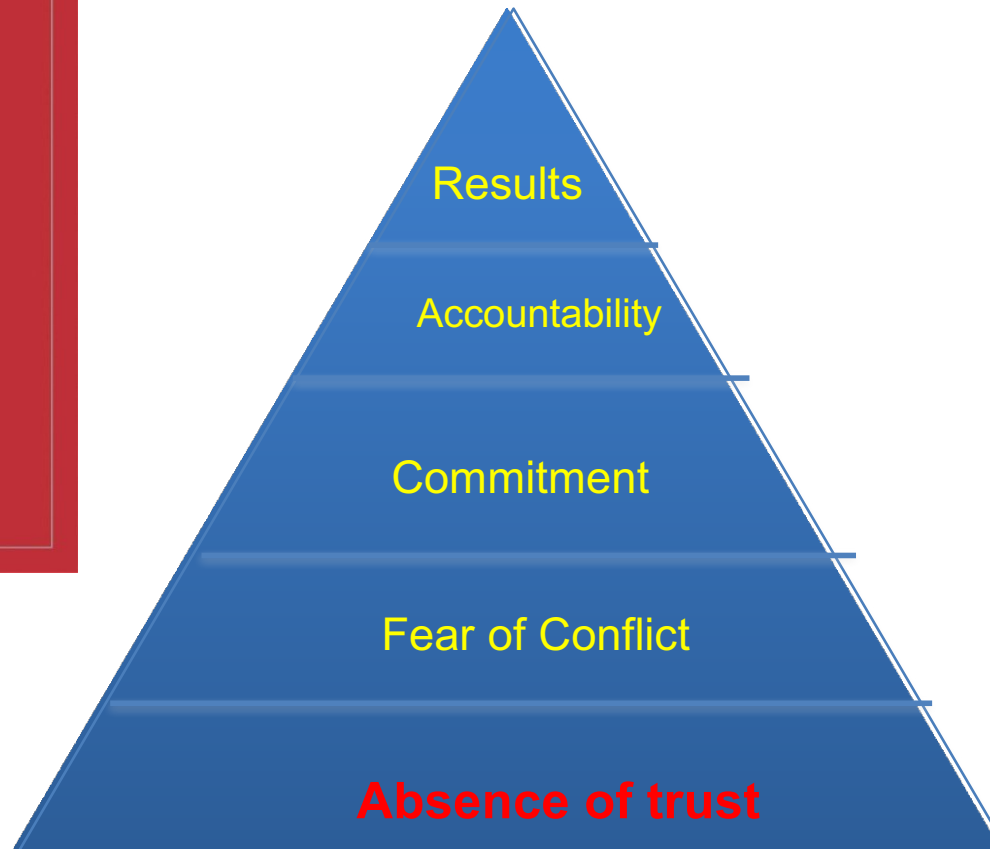 Results
Accountability
Commitment
Fear of Conflict
Absence of trust